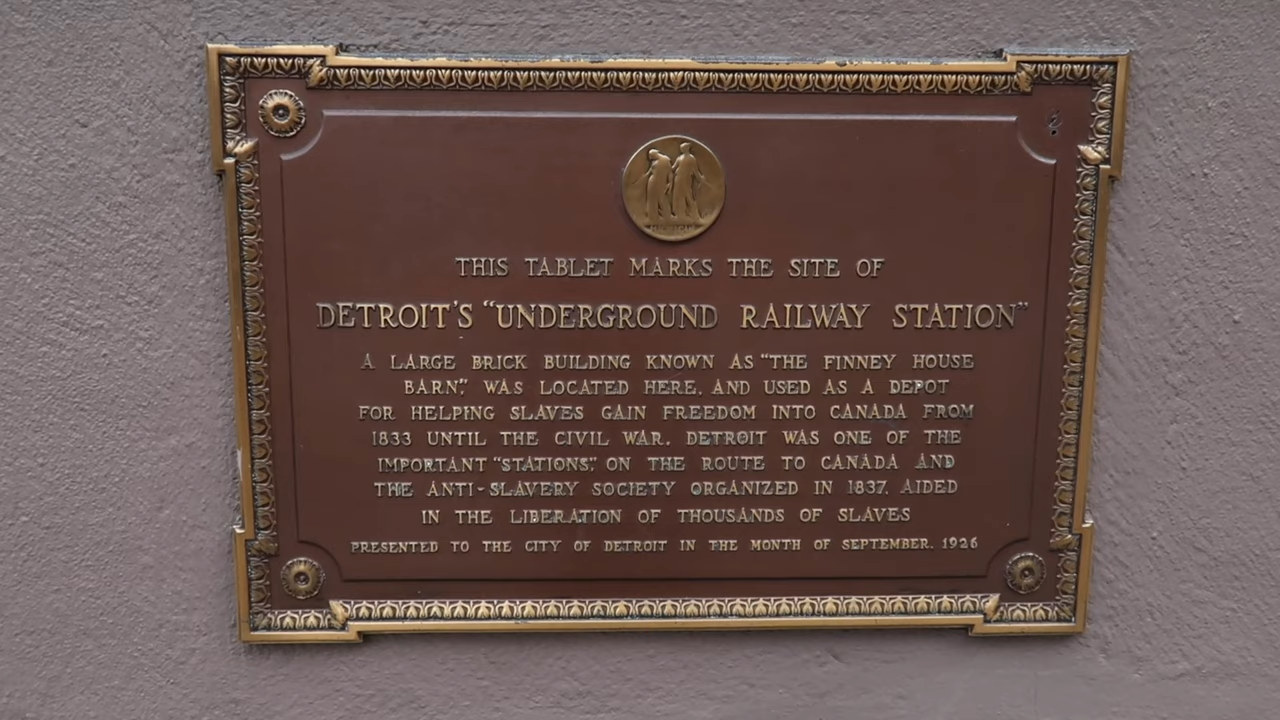 THIS TABLET MARKS THE SITE OF
DETROIT'S "UNDERGROUND RAILWAY STATION"
A LARGE BRICK BUILDING KNOWN AS "THE FINNEY HOUSE
BARN", WAS LOCATED HERE, AND USED AS A DEPOT
FOR HELPING SLAVES GAIN FREEDOM INTO CANADA FROM
1833 UNTIL THE CIVIL WAR. DETROIT WAS ONE OF THE
IMPORTANT "STATIONS", ON THE ROUTE TO CANADA AND
THE ANTI-SLAVERY SOCIETY ORGANIZED IN 1837, AIDED
IN THE LIBERATION OF THOUSANDS OF SLAVES
PRESENTED TO THE CITY OF DETROIT IN THE MONTH OF SEPTEMBER. 1926